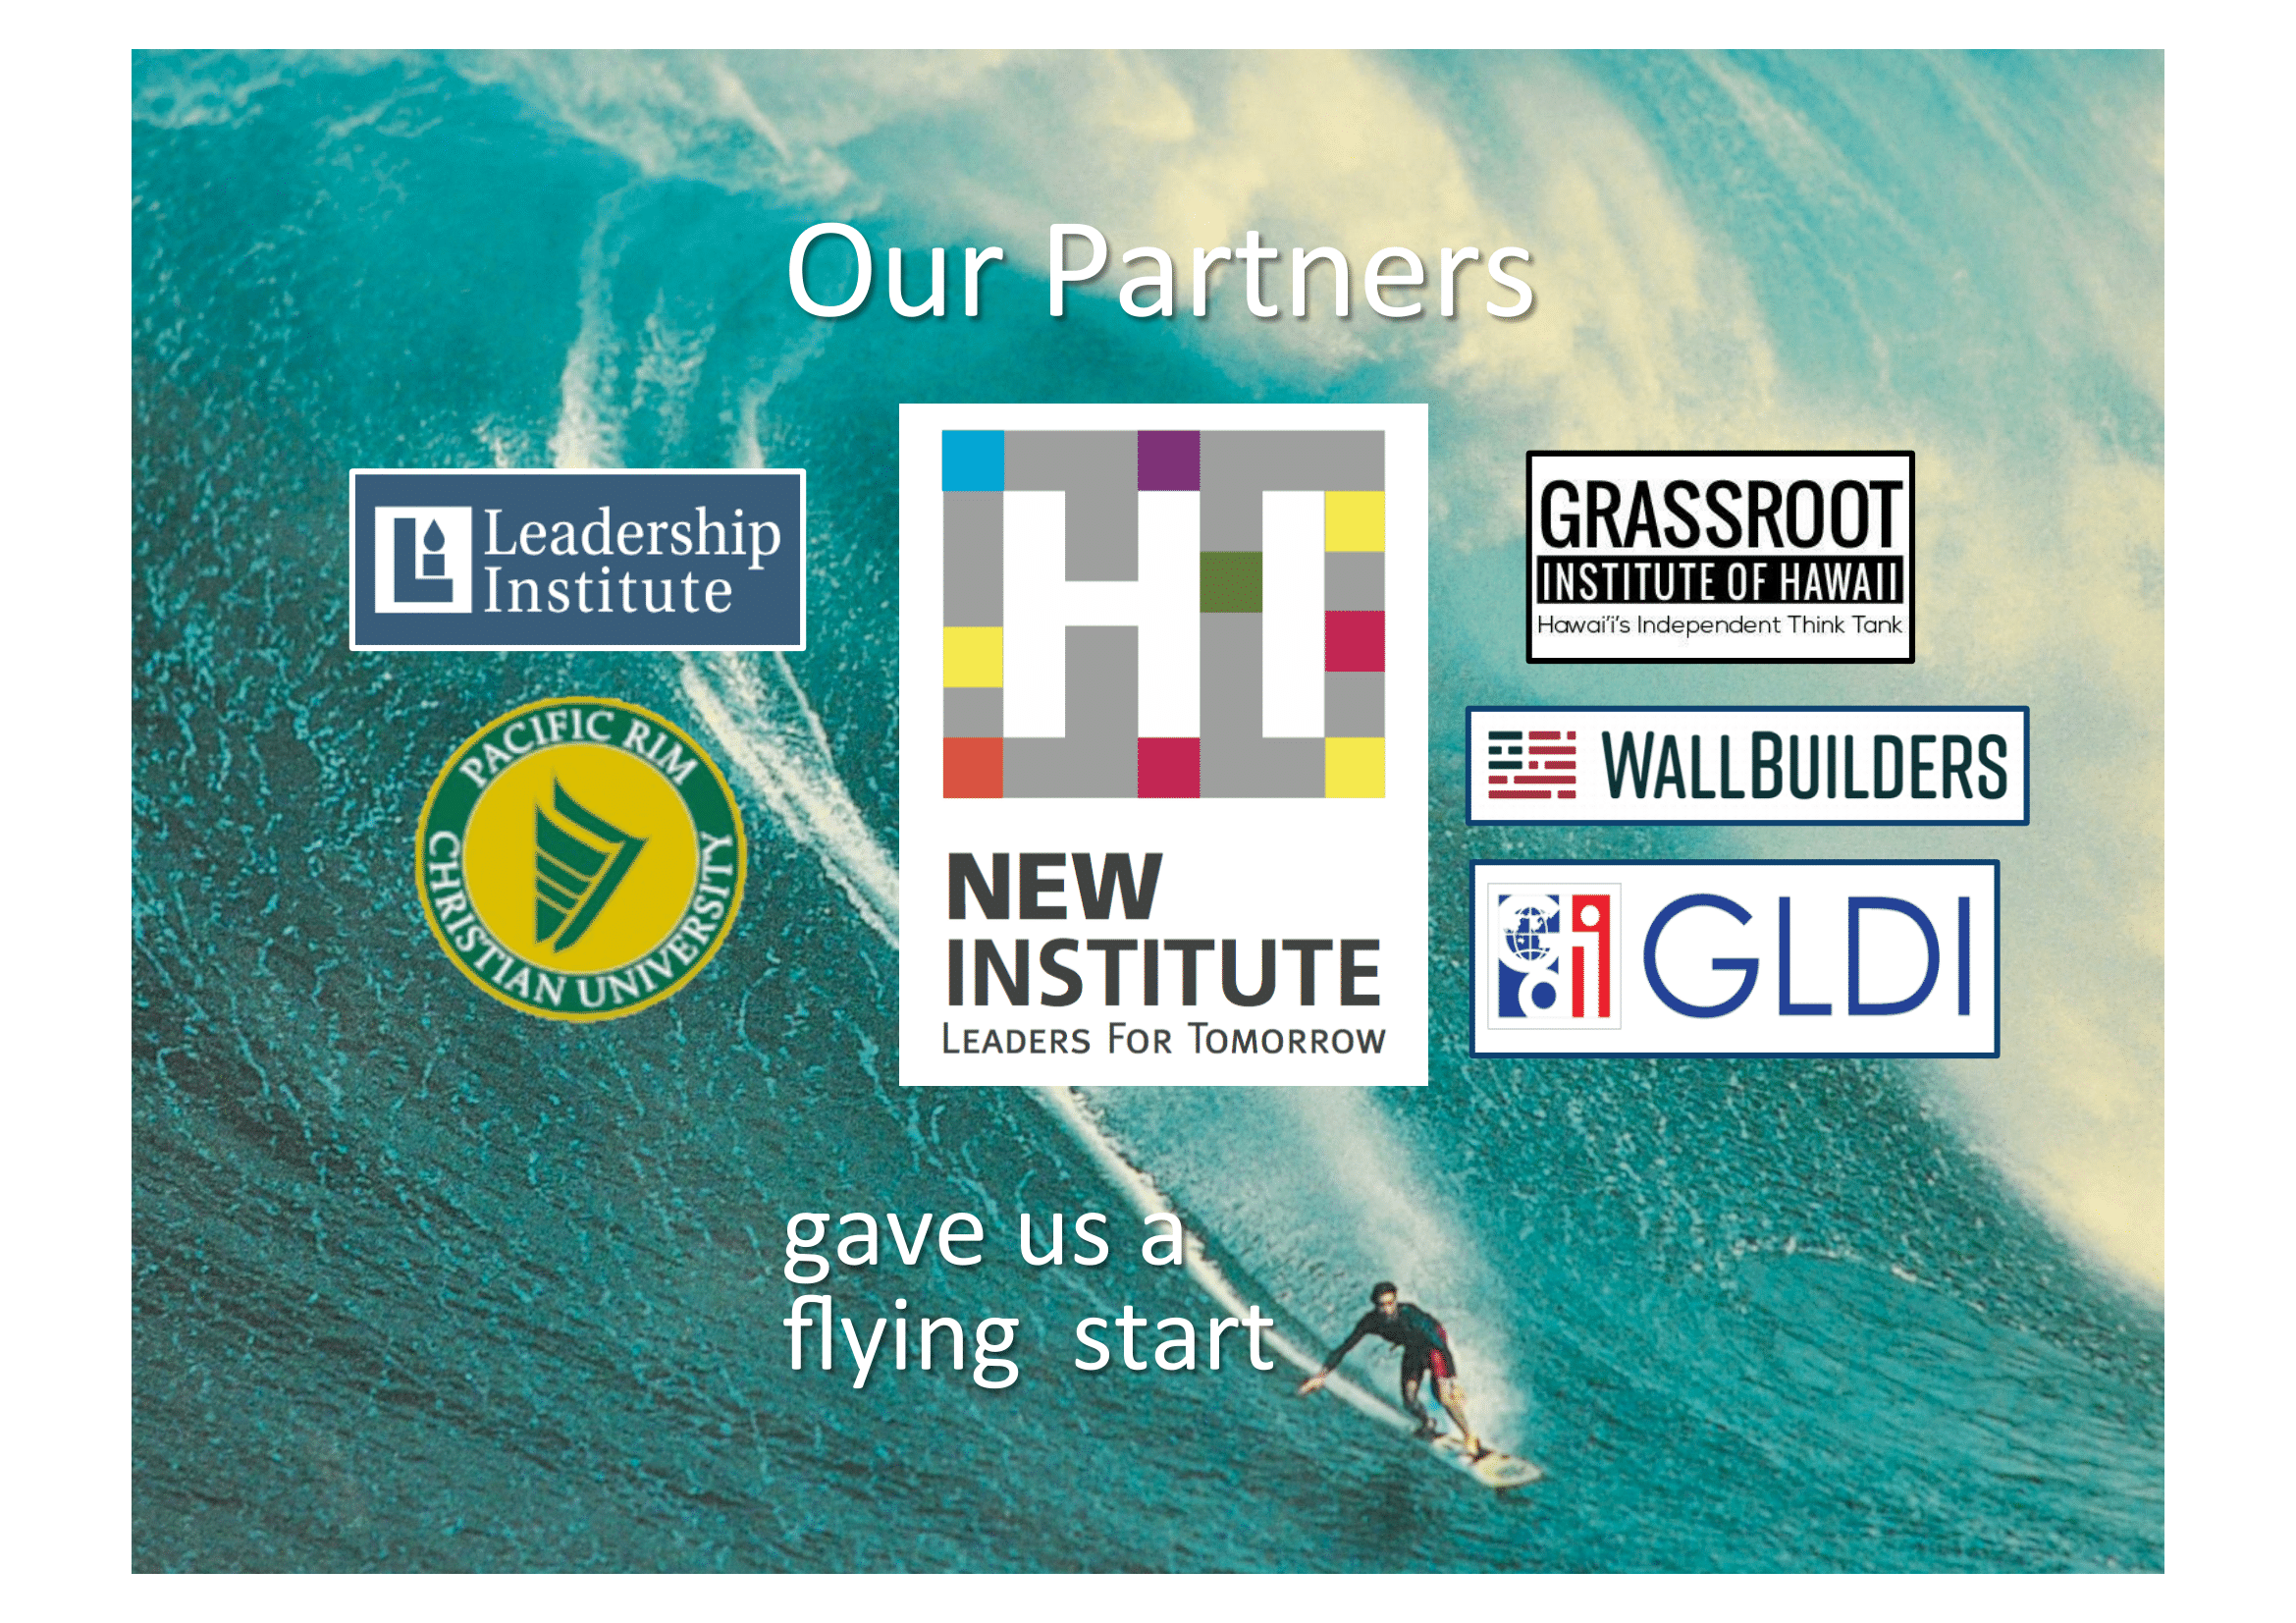 Our Partners
Leadership
Institute
PACIFIC RIM
CHRISTIAN UNIVERSITY
HI
NEW
INSTITUTE
LEADERS FOR TOMORROW
GRASSROOT
INSTITUTE OF HAWAII
Hawai'i's Independent Think Tank
WALLBUILDERS
GLDI
gave us a
flying start